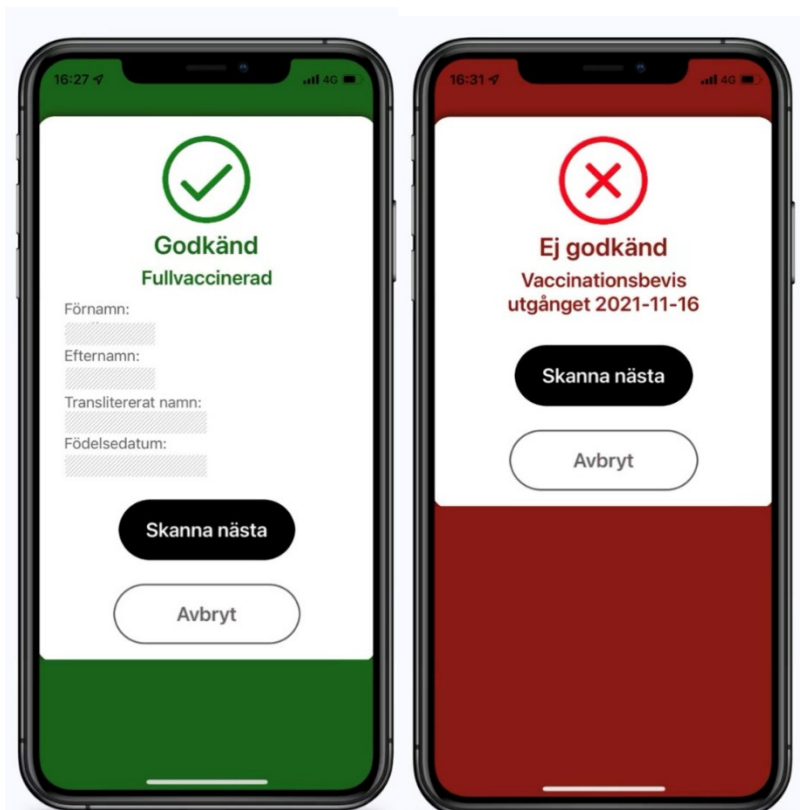 16:27
4G
Godkänd
Fullvaccinerad
Förnamn:
Efternamn:
Translitererat namn:
Födelsedatum:
Skanna nästa
Avbryt
16:31
4G
Ej godkänd
Vaccinationsbevis
utgånget 2021-11-16
Skanna nästa
Avbryt